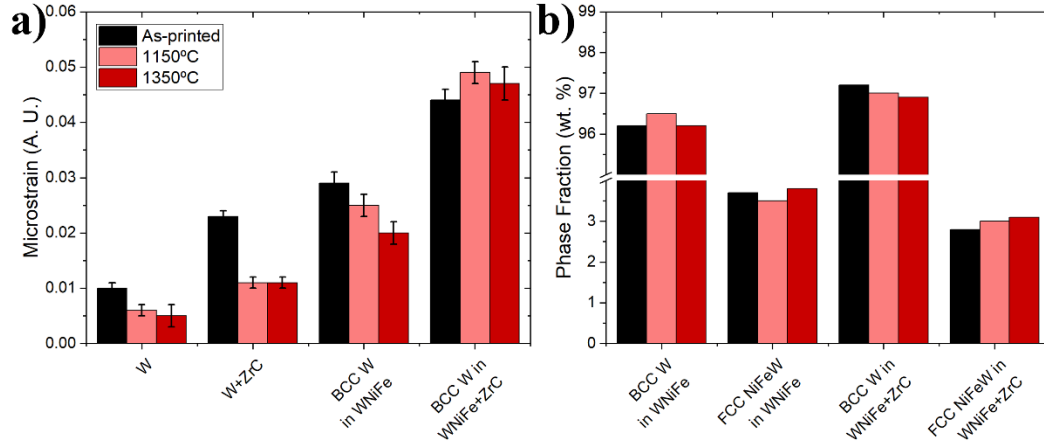 a)
As-printed
1150ºC
1350ºC
Microstrain (A. U.)
0.06
0.05
0.04
0.03
0.02
0.01
0.00
W
W+ZrC
BCC W
in WNiFe
BCC W in
WNiFe+ZrC
b)
Phase Fraction (wt. %)
99
98
97
96
3
2
1
0
BCC W
in WNiFe
FCC NiFeW
in WNiFe
BCC W in
WNiFe+ZrC
FCC NiFeW in
WNiFe+ZrC